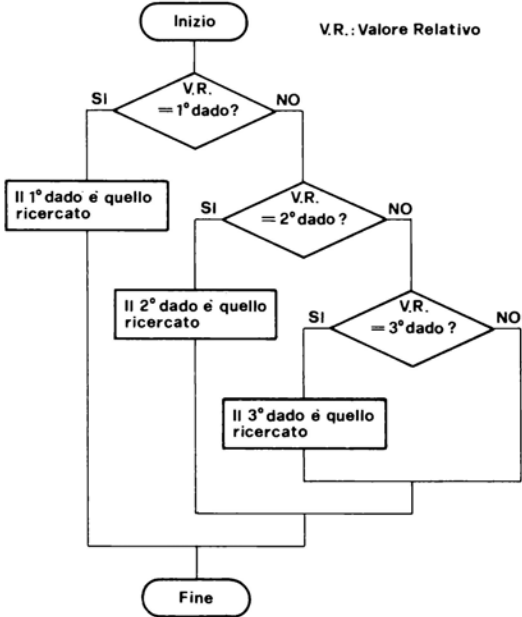 Inizio
V.R.: Valore Relativo
V.R.
= 1° dado?
SI
NO
Il 1° dado è quello
ricercato
V.R.
= 2° dado?
SI
NO
Il 2° dado è quello
ricercato
V.R.
= 3° dado?
SI
NO
Il 3° dado è quello
ricercato
Fine